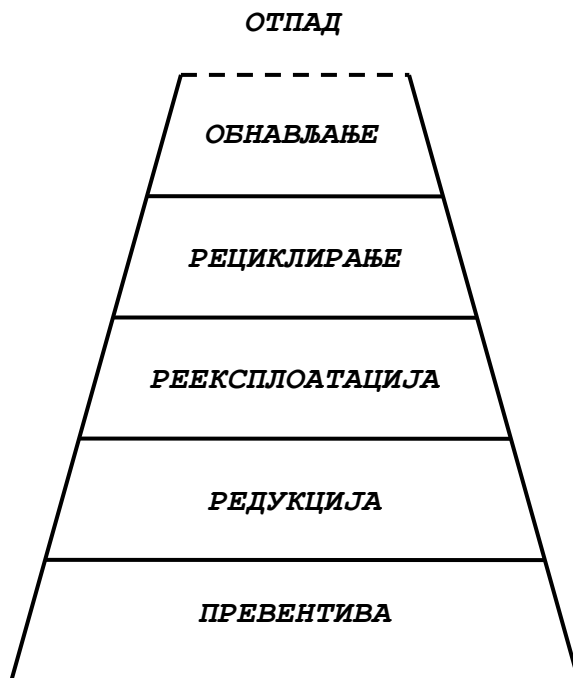 ОТПАД
ОБНАВЉАЊЕ
РЕЦИКЛИРАЊЕ
РЕЕКСПЛОАТАЦИЈА
РЕДУКЦИЈА
ПРЕВЕНТИВА